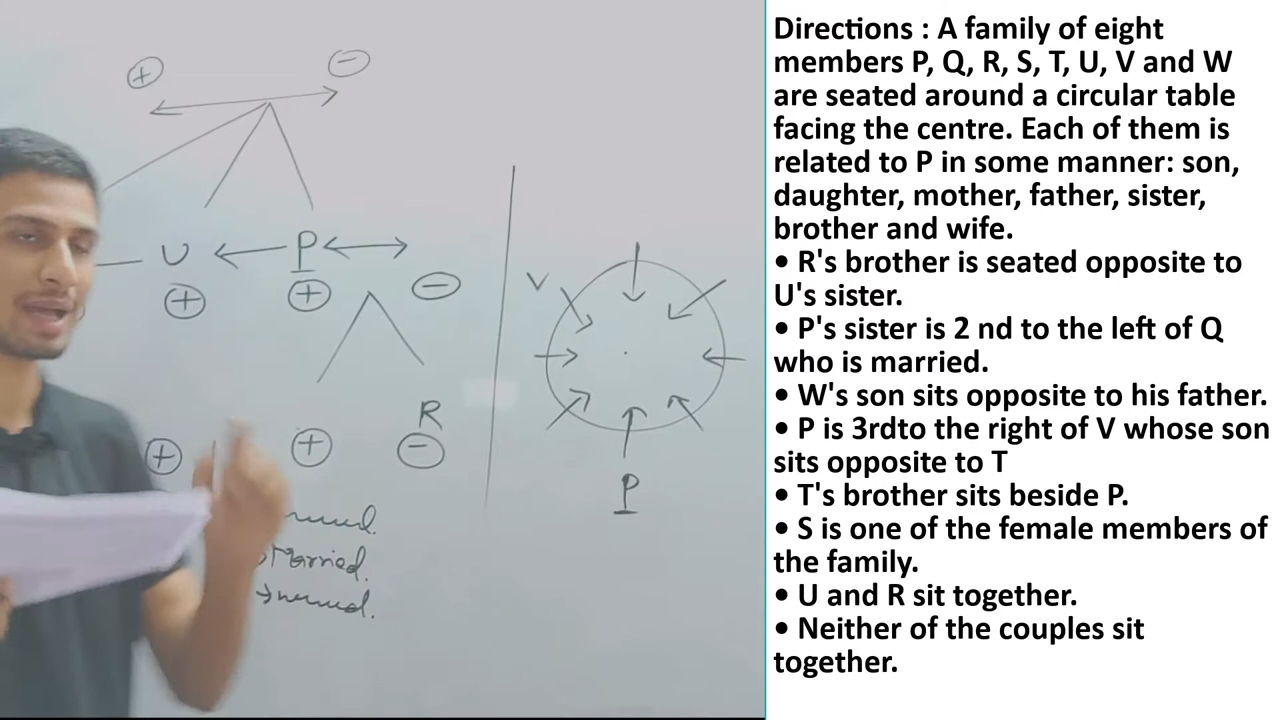 + -
U P
+ + -
R
+ + -
Married.
V
P
Directions : A family of eight
members P, Q, R, S, T, U, V and W
are seated around a circular table
facing the centre. Each of them is
related to P in some manner: son,
daughter, mother, father, sister,
brother and wife.
• R's brother is seated opposite to
U's sister.
• P's sister is 2 nd to the left of Q
who is married.
• W's son sits opposite to his father.
• P is 3rdto the right of V whose son
sits opposite to T
• T's brother sits beside P.
• S is one of the female members of
the family.
• U and R sit together.
• Neither of the couples sit
together.